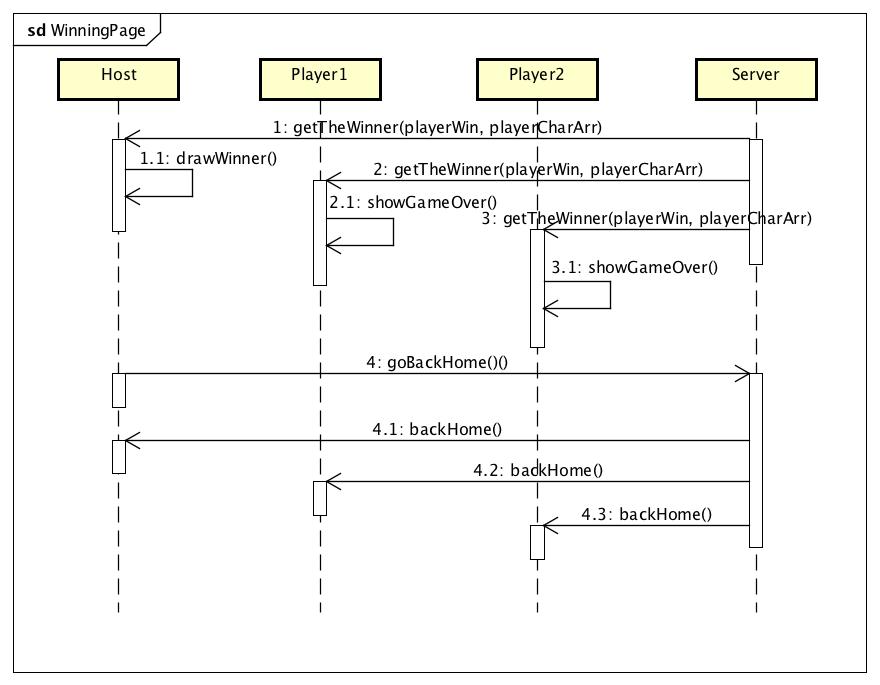 sd WinningPage
Host
Player1
Player2
Server
1: getTheWinner(playerWin, playerCharArr)
1.1: drawWinner()
2: getTheWinner(playerWin, playerCharArr)
2.1: showGameOver()
3: getTheWinner(playerWin, playerCharArr)
3.1: showGameOver()
4: goBackHome()()
4.1: backHome()
4.2: backHome()
4.3: backHome()